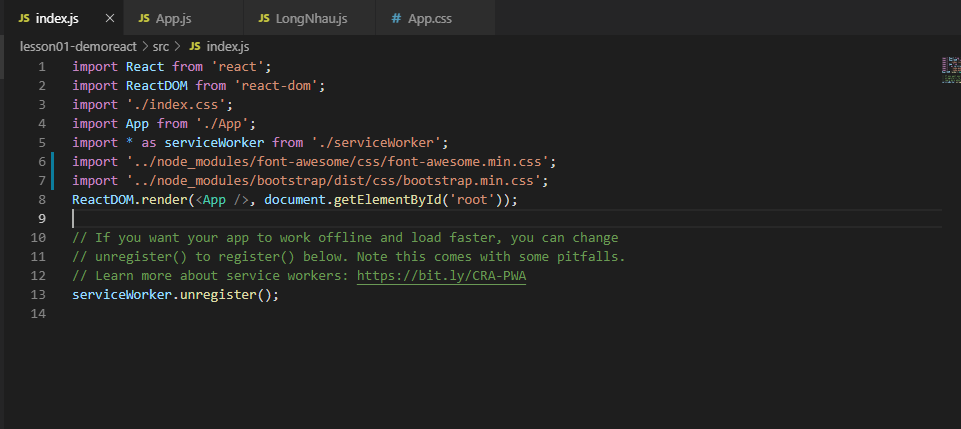 JS index.js × JS App.js JS LongNhau.js # App.css
lesson01-demoreact > src > JS index.js
1 import React from 'react';
2 import ReactDOM from 'react-dom';
3 import './index.css';
4 import App from './App';
5 import * as serviceWorker from './serviceWorker';
6 import '../node_modules/font-awesome/css/font-awesome.min.css';
7 import '../node_modules/bootstrap/dist/css/bootstrap.min.css';
8 ReactDOM.render(<App />, document.getElementById('root'));
9
10 // If you want your app to work offline and load faster, you can change
11 // unregister() to register() below. Note this comes with some pitfalls.
12 // Learn more about service workers: https://bit.ly/CRA-PWA
13 serviceWorker.unregister();
14